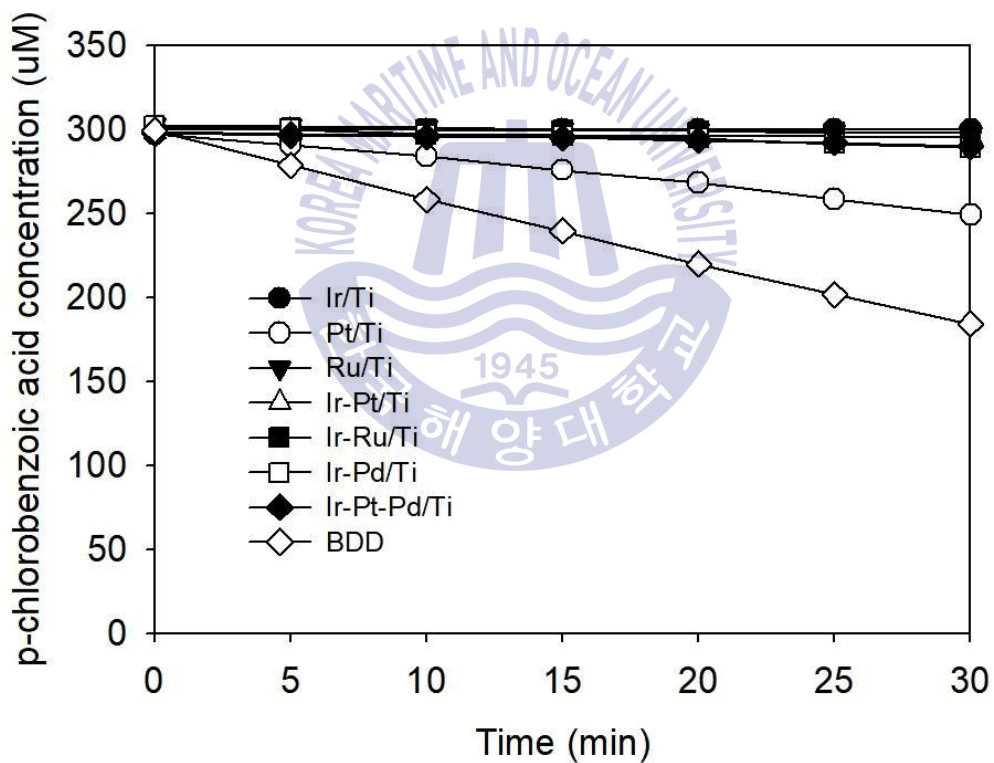 p-chlorobenzoic acid concentration (uM)
350
300
250
200
150
100
50
0
KOREA MARITIME AND OCEAN UNIVERSITY
1945
한국해양대학교
Ir/Ti
Pt/Ti
Ru/Ti
Ir-Pt/Ti
Ir-Ru/Ti
Ir-Pd/Ti
Ir-Pt-Pd/Ti
BDD
0 5 10 15 20 25 30
Time (min)